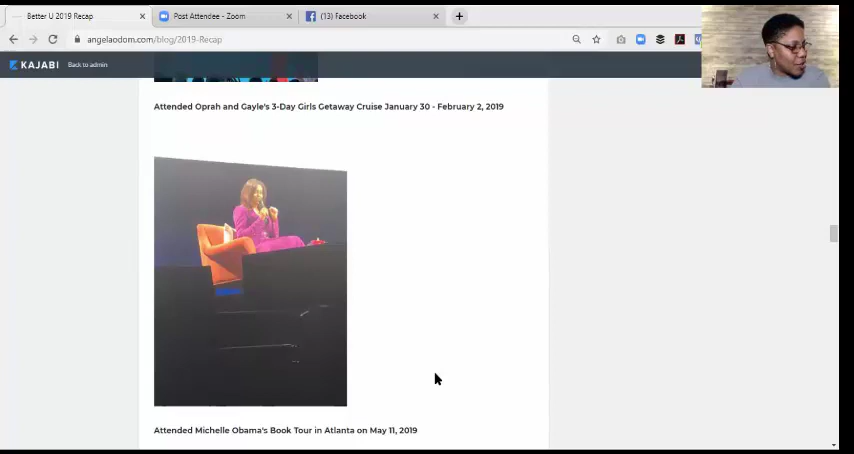 Better U 2019 Recap
Post Attendee - Zoom
(13) Facebook
angelaodom.com/blog/2019-Recap
KAJABI Back to admin
Attended Oprah and Gayle's 3-Day Girls Getaway Cruise January 30 - February 2, 2019
Attended Michelle Obama's Book Tour in Atlanta on May 11, 2019